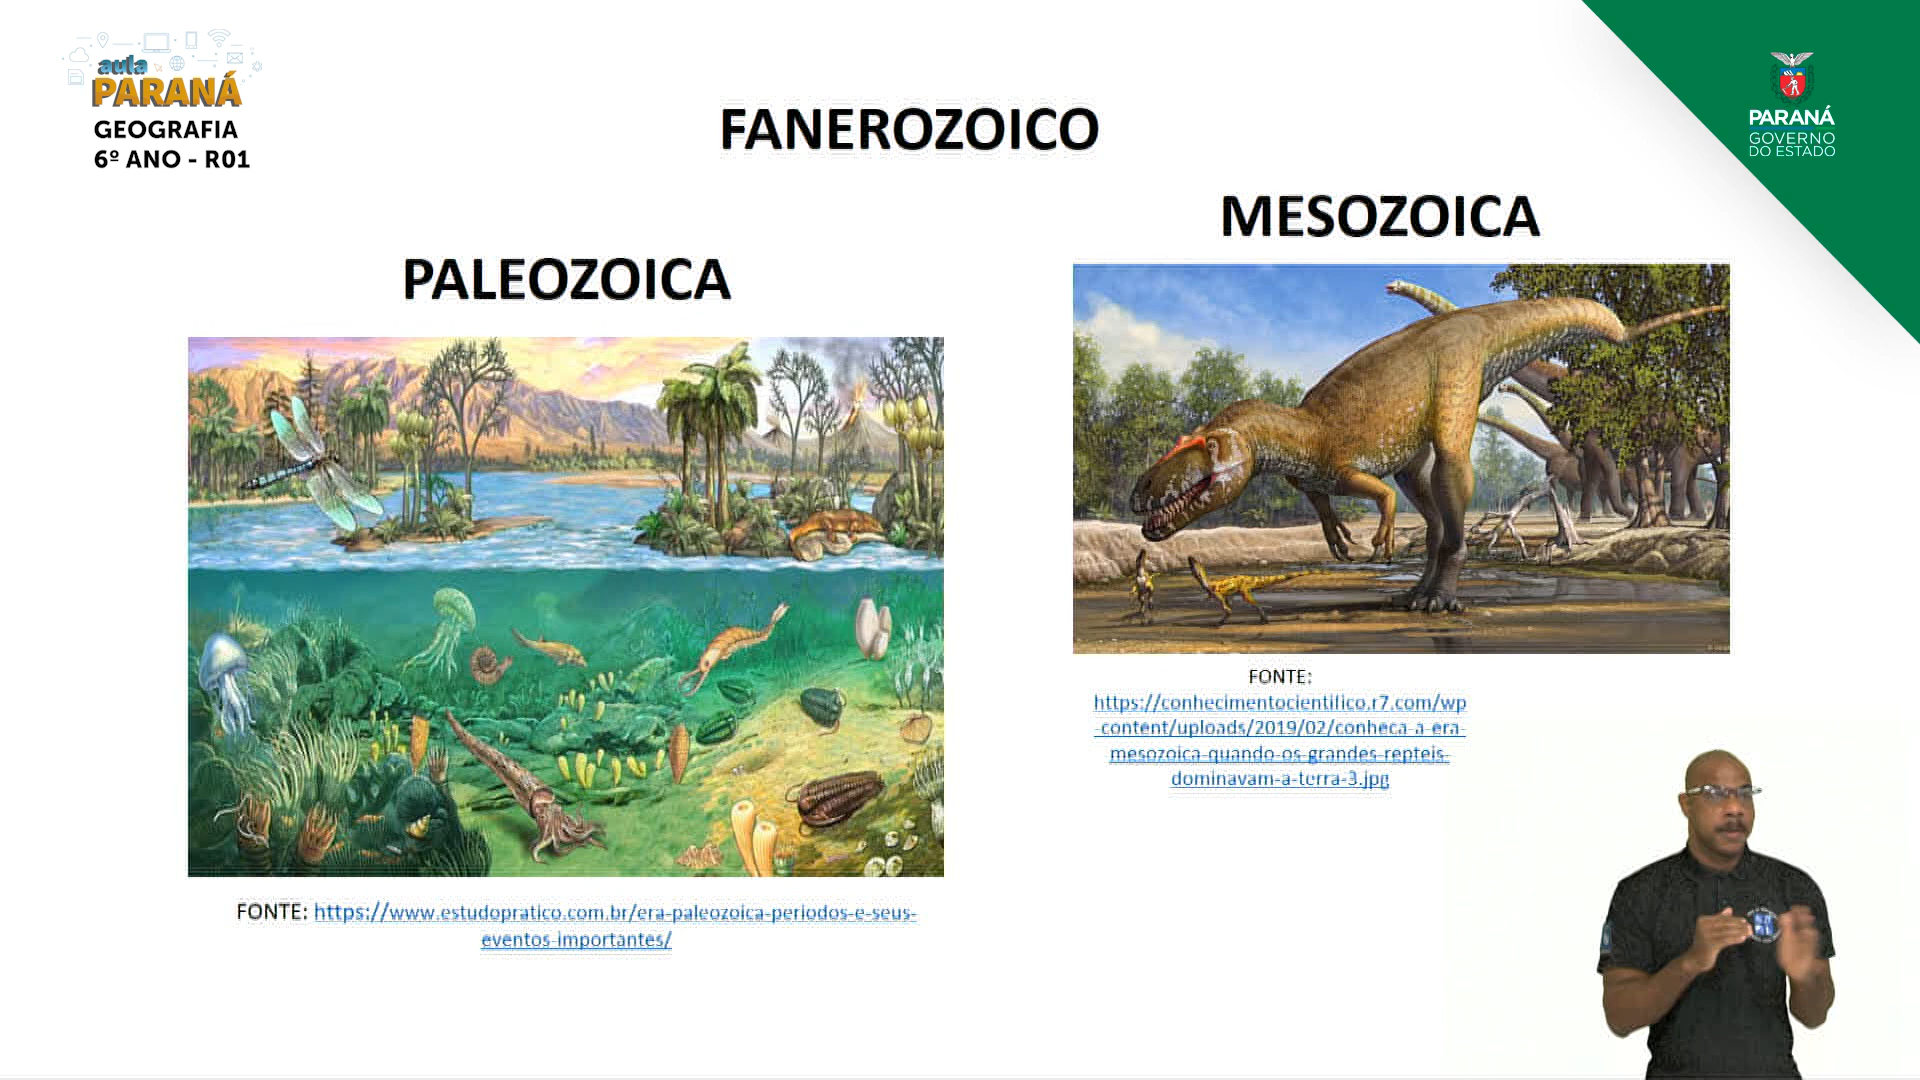 aula
PARANÁ
GEOGRAFIA
6º ANO - R01
FANEROZOICO
PARANÁ
GOVERNO
DO ESTADO
MESOZOICA
PALEOZOICA
FONTE:
https://conhecimentocientifico.r7.com/wp
-content/uploads/2019/02/conheca-a-era-
mesozoica-quando-os-grandes-repteis-
dominavam-a-terra-3.jpg
FONTE: https://www.estudopratico.com.br/era-paleozoica-periodos-e-seus-
eventos-importantes/